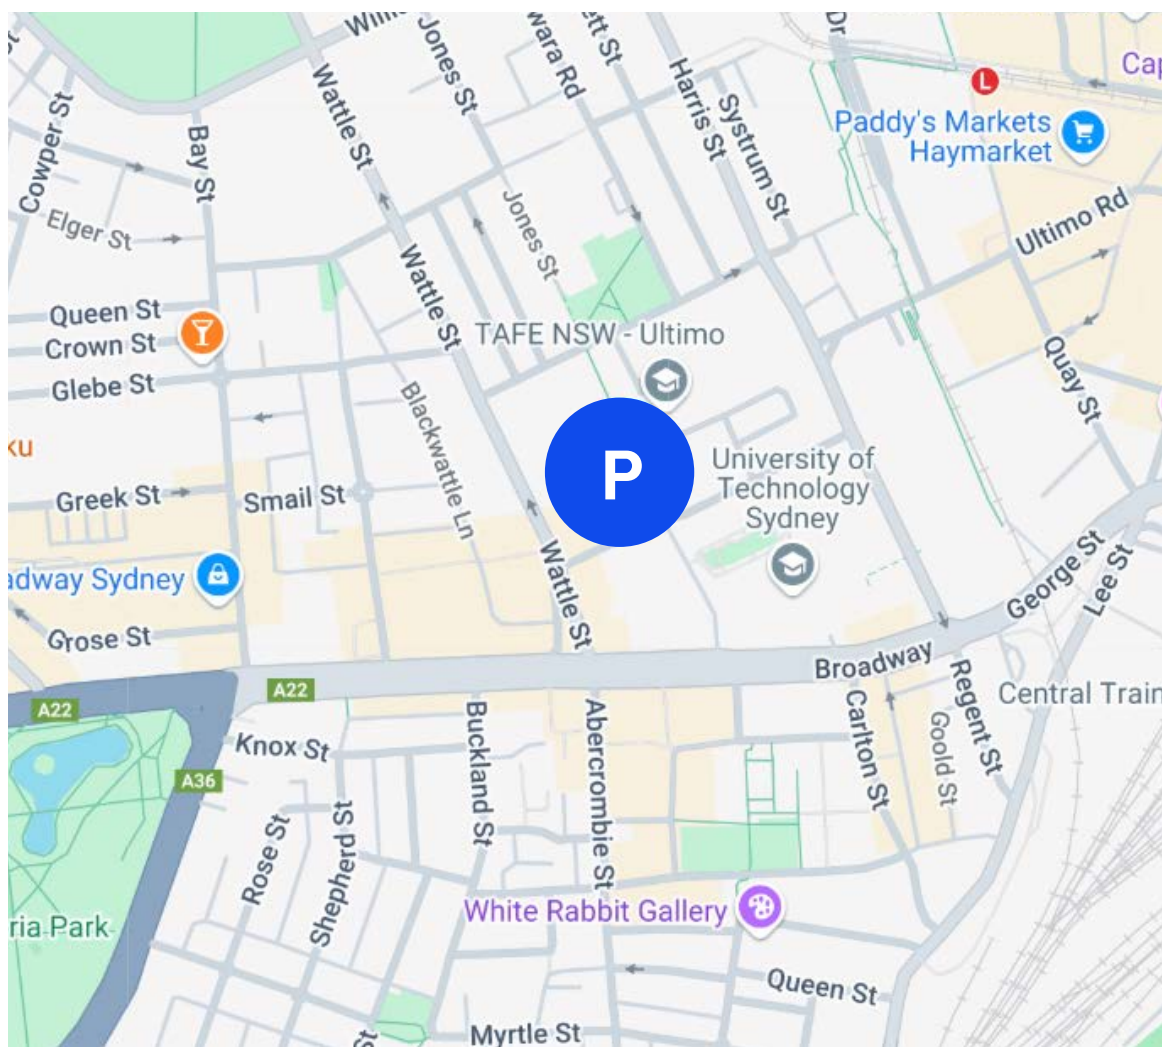 Jones St
Harris St
Systrum St
Wattle St
Bay St
Cowper St
Elger St
Paddy's Markets
Haymarket
L
Dr
Ultimo Rd
Jones St
Wattle St
Queen St
Crown St
Glebe St
TAFE NSW - Ultimo
Quay St
Blackwattle Ln
P
University of
Technology
Sydney
Greek St
Smail St
Wattle St
George St
Lee St
Grose St
Broadway
Regent St
A22
A22
Central Train
Knox St
Buckland St
Abercrombie St
Carlton St
Goold St
A36
Rose St
Shepherd St
White Rabbit Gallery
ria Park
Queen St
Myrtle St
adway Sydney
ku
Cap
wara Rd
ett St